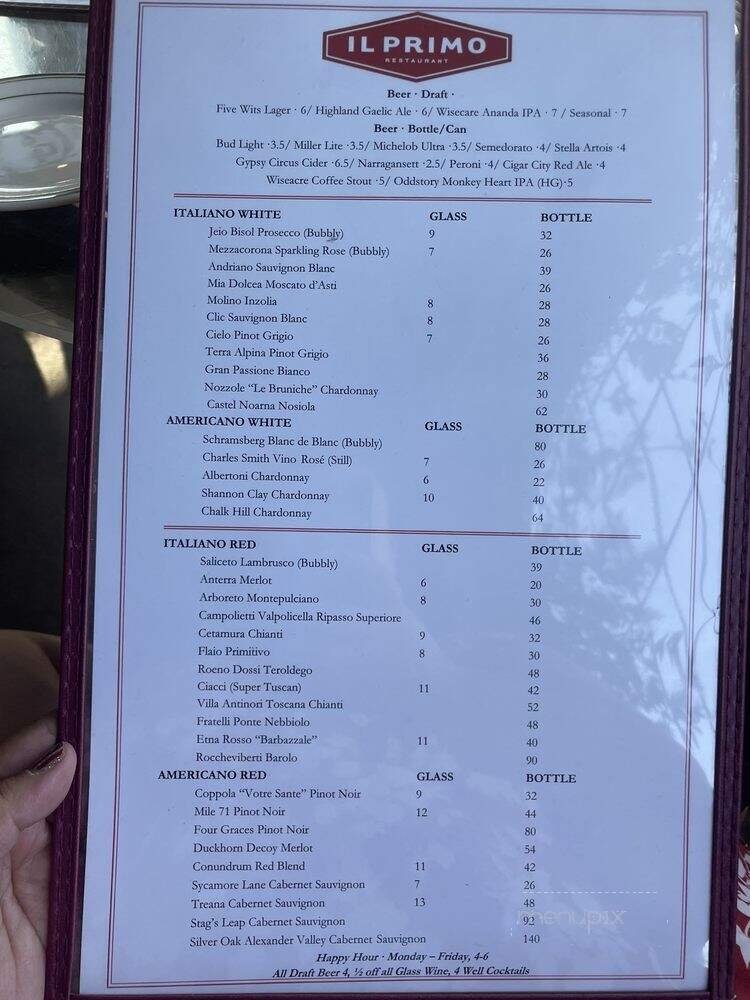 IL PRIMO
RESTAURANT
Beer · Draft ·
Five Wits Lager · 6/ Highland Gaelic Ale · 6/ Wisecare Ananda IPA · 7 / Seasonal · 7
Beer · Bottle/Can
Bud Light ·3.5/ Miller Lite ·3.5/ Michelob Ultra ·3.5/ Semedorato ·4/ Stella Artois ·4
Gypsy Circus Cider ·6.5/ Narragansett ·2.5/ Peroni ·4/ Cigar City Red Ale ·4
Wiseacre Coffee Stout ·5/ Oddstory Monkey Heart IPA (HG)·5
ITALIANO WHITE GLASS BOTTLE
Jeio Bisol Prosecco (Bubbly) 9 32
Mezzacorona Sparkling Rose (Bubbly) 7 26
Andriano Sauvignon Blanc 39
Mia Dolcea Moscato d'Asti 26
Molino Inzolia 8 28
Clic Sauvignon Blanc 8 28
Cielo Pinot Grigio 7 26
Terra Alpina Pinot Grigio 36
Gran Passione Bianco 28
Nozzole "Le Bruniche" Chardonnay 30
Castel Noarna Nosiola 62
AMERICANO WHITE GLASS BOTTLE
Schramsberg Blanc de Blanc (Bubbly) 80
Charles Smith Vino Rosé (Still) 7 26
Albertoni Chardonnay 6 22
Shannon Clay Chardonnay 10 40
Chalk Hill Chardonnay 64
ITALIANO RED GLASS BOTTLE
Saliceto Lambrusco (Bubbly) 39
Anterra Merlot 6 20
Arboreto Montepulciano 8 30
Campolietti Valpolicella Ripasso Superiore 46
Cetamura Chianti 9 32
Flaio Primitivo 8 30
Roeno Dossi Teroldego 48
Ciacci (Super Tuscan) 11 42
Villa Antinori Toscana Chianti 52
Fratelli Ponte Nebbiolo 48
Etna Rosso "Barbazzale" 11 40
Roccheviberti Barolo 90
AMERICANO RED GLASS BOTTLE
Coppola "Votre Sante" Pinot Noir 9 32
Mile 71 Pinot Noir 12 44
Four Graces Pinot Noir 80
Duckhorn Decoy Merlot 54
Conundrum Red Blend 11 42
Sycamore Lane Cabernet Sauvignon 7 26
Treana Cabernet Sauvignon 13 48
Stag's Leap Cabernet Sauvignon 92
menupix
Silver Oak Alexander Valley Cabernet Sauvignon 140
Happy Hour · Monday – Friday, 4-6
All Draft Beer 4, ½ off all Glass Wine, 4 Well Cocktails